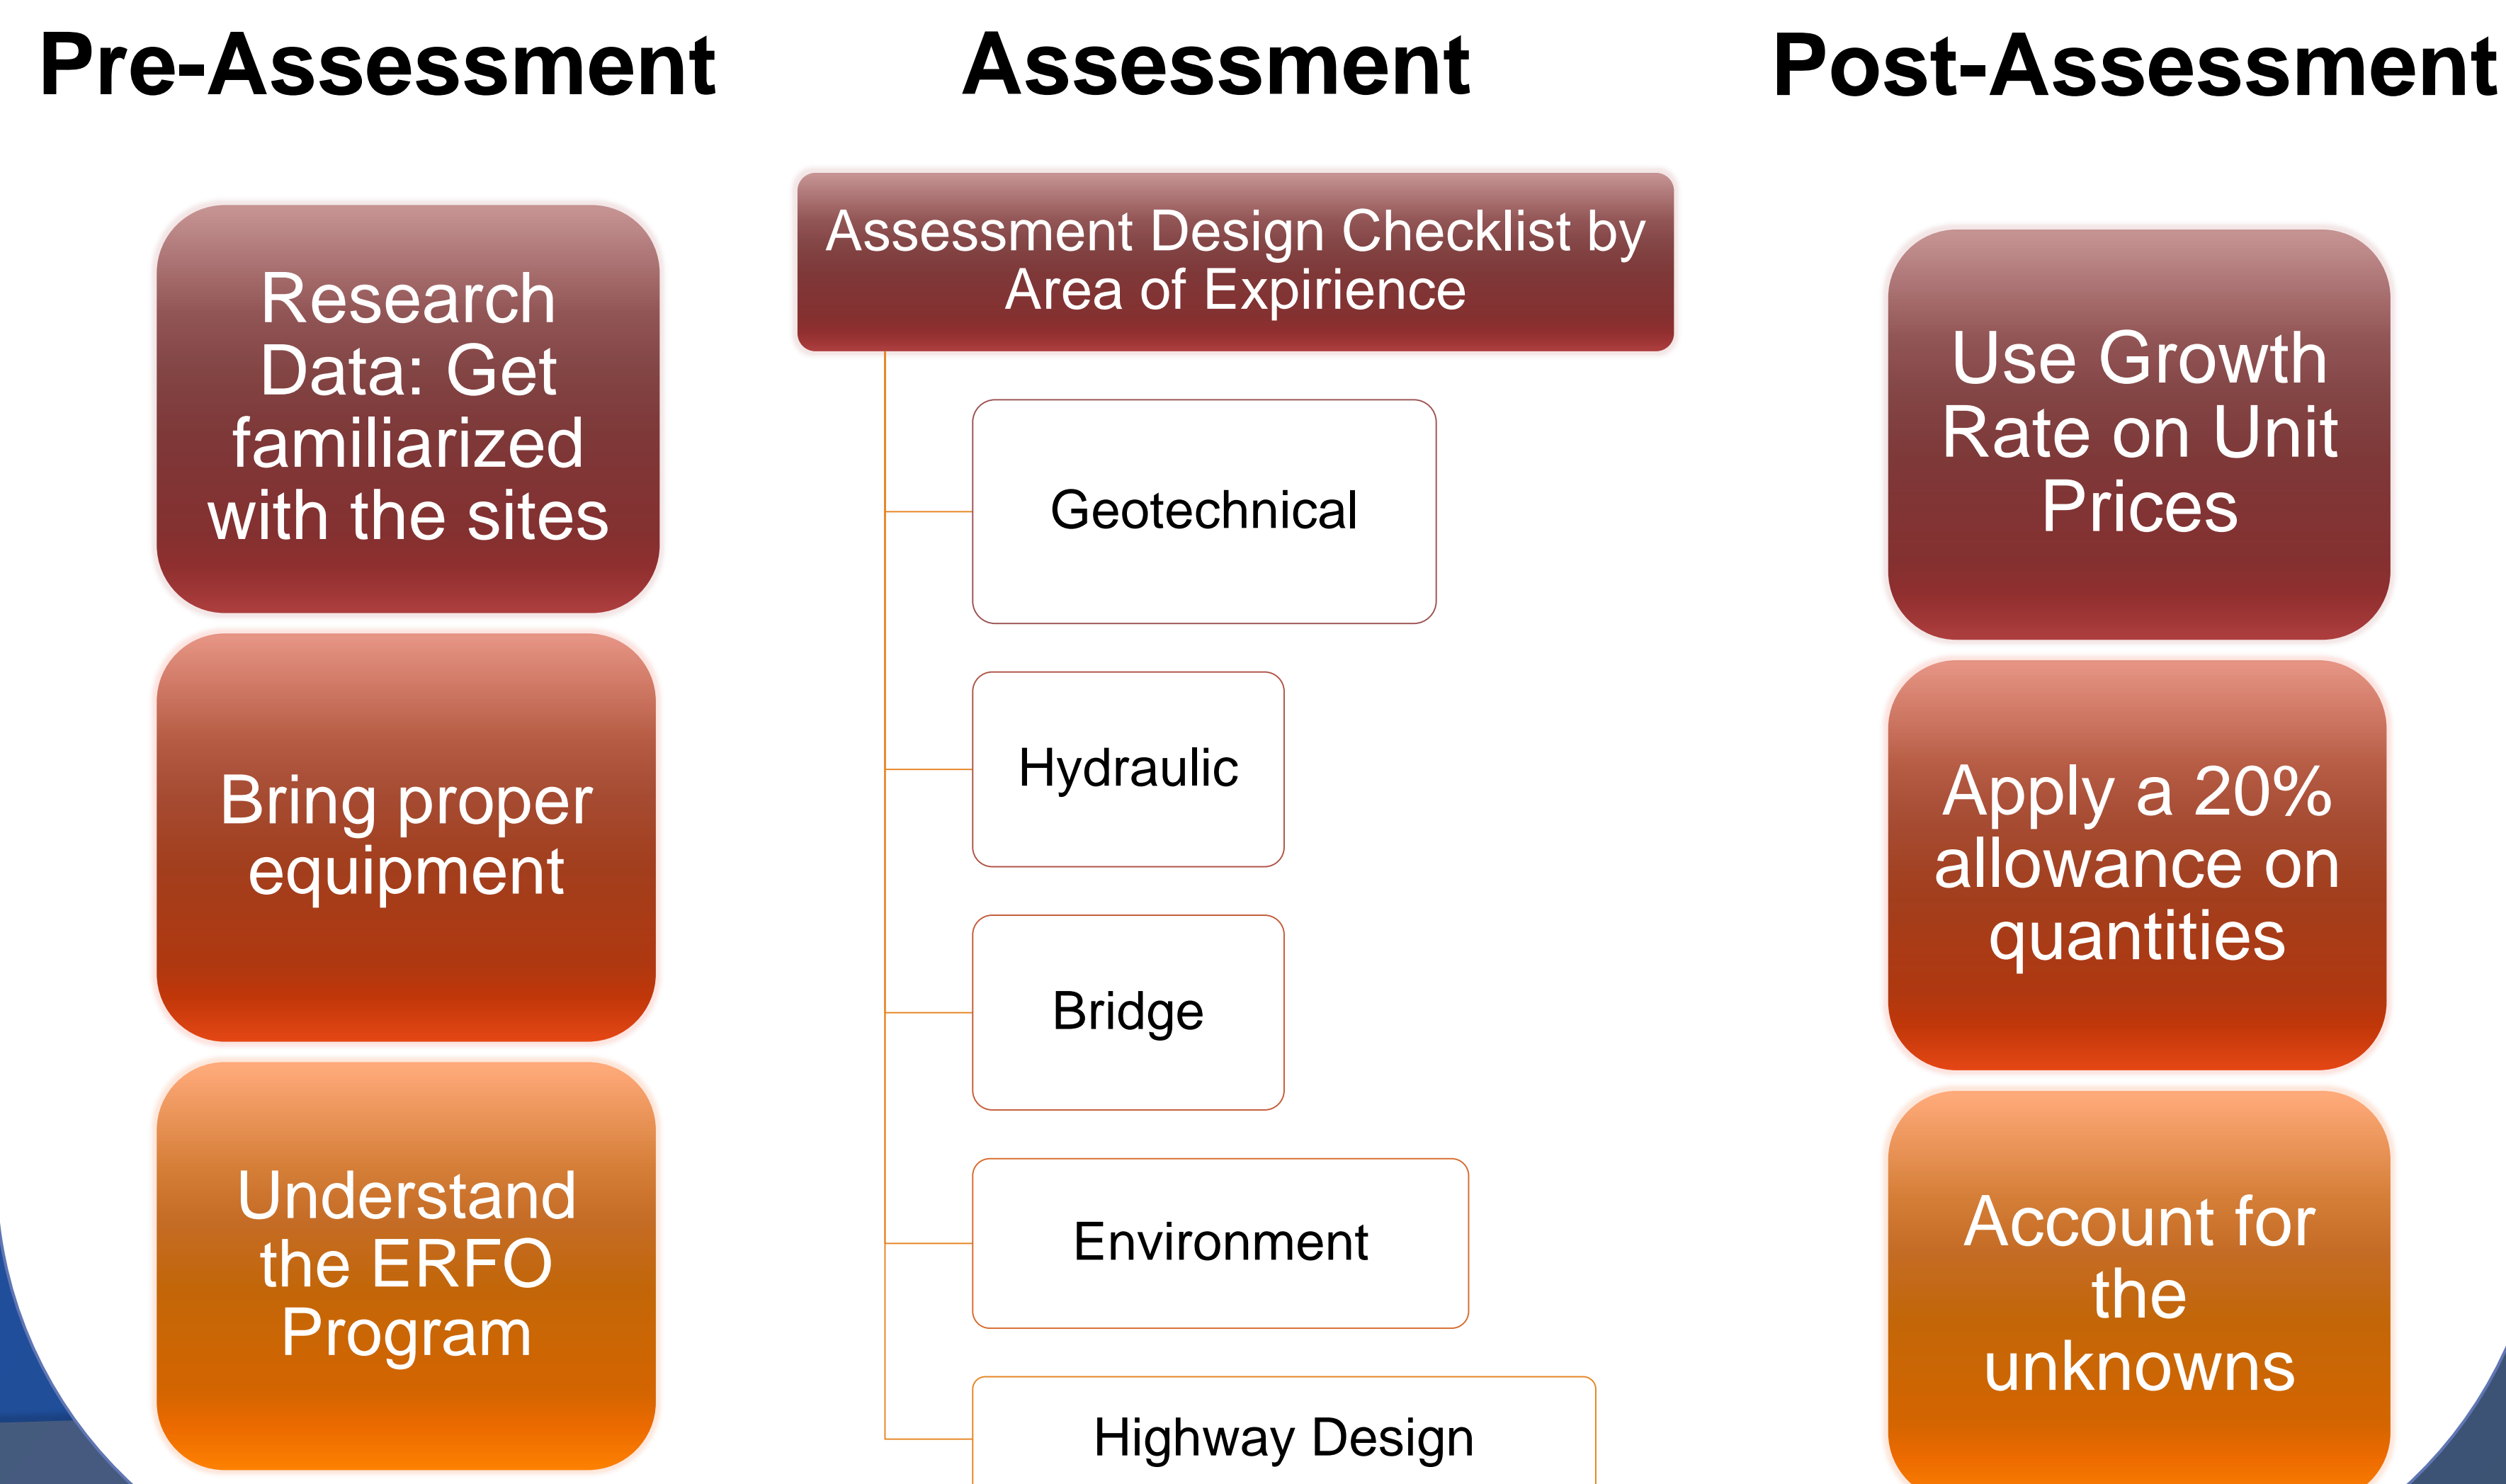 Pre-Assessment
Research
Data: Get
familiarized
with the sites
Bring proper
equipment
Understand
the ERFO
Program
Assessment
Assessment Design Checklist by
Area of Expirience
Geotechnical
Hydraulic
Bridge
Environment
Highway Design
Post-Assessment
Use Growth
Rate on Unit
Prices
Apply a 20%
allowance on
quantities
Account for
the
unknowns